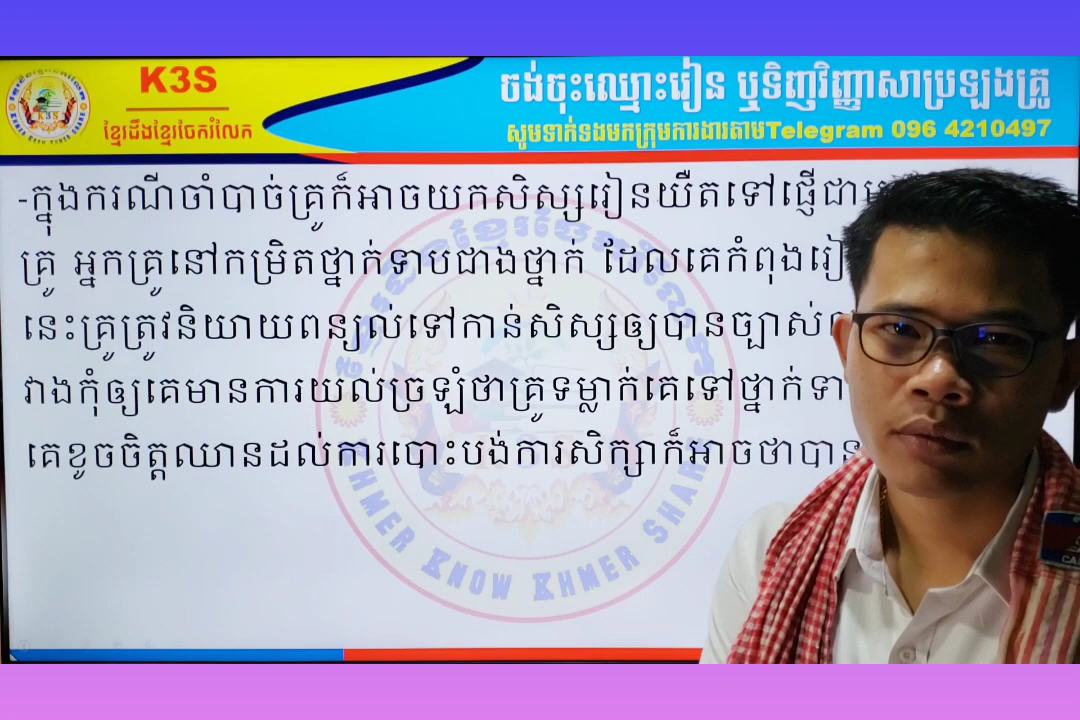 K3S
ខ្មែរដឹងខ្មែរចែករំលែក
ចង់ចុះឈ្មោះរៀន ឬទិញវិញ្ញាសាប្រឡងគ្រូ
សូមទាក់ទងមកក្រុមការងារតាមTelegram 096 4210497
-ក្នុងករណីចាំបាច់គ្រូក៏អាចយកសិស្សរៀនយឺតទៅផ្ញើជា
គ្រូ អ្នកគ្រូនៅកម្រិតថ្នាក់ទាបជាងថ្នាក់ ដែលគេកំពុង
នេះគ្រូត្រូវនិយាយពន្យល់ទៅកាន់សិស្សឲ្យបានច្បាស់
វាងកុំឲ្យគេមានការយល់ច្រឡំថាគ្រូទម្លាក់គេទៅថ្នាក់
គេខូចចិត្តឈានដល់ការបោះបង់ការសិក្សាក៏អាចថាបាន
KHMER KNOW KHMER SHARE